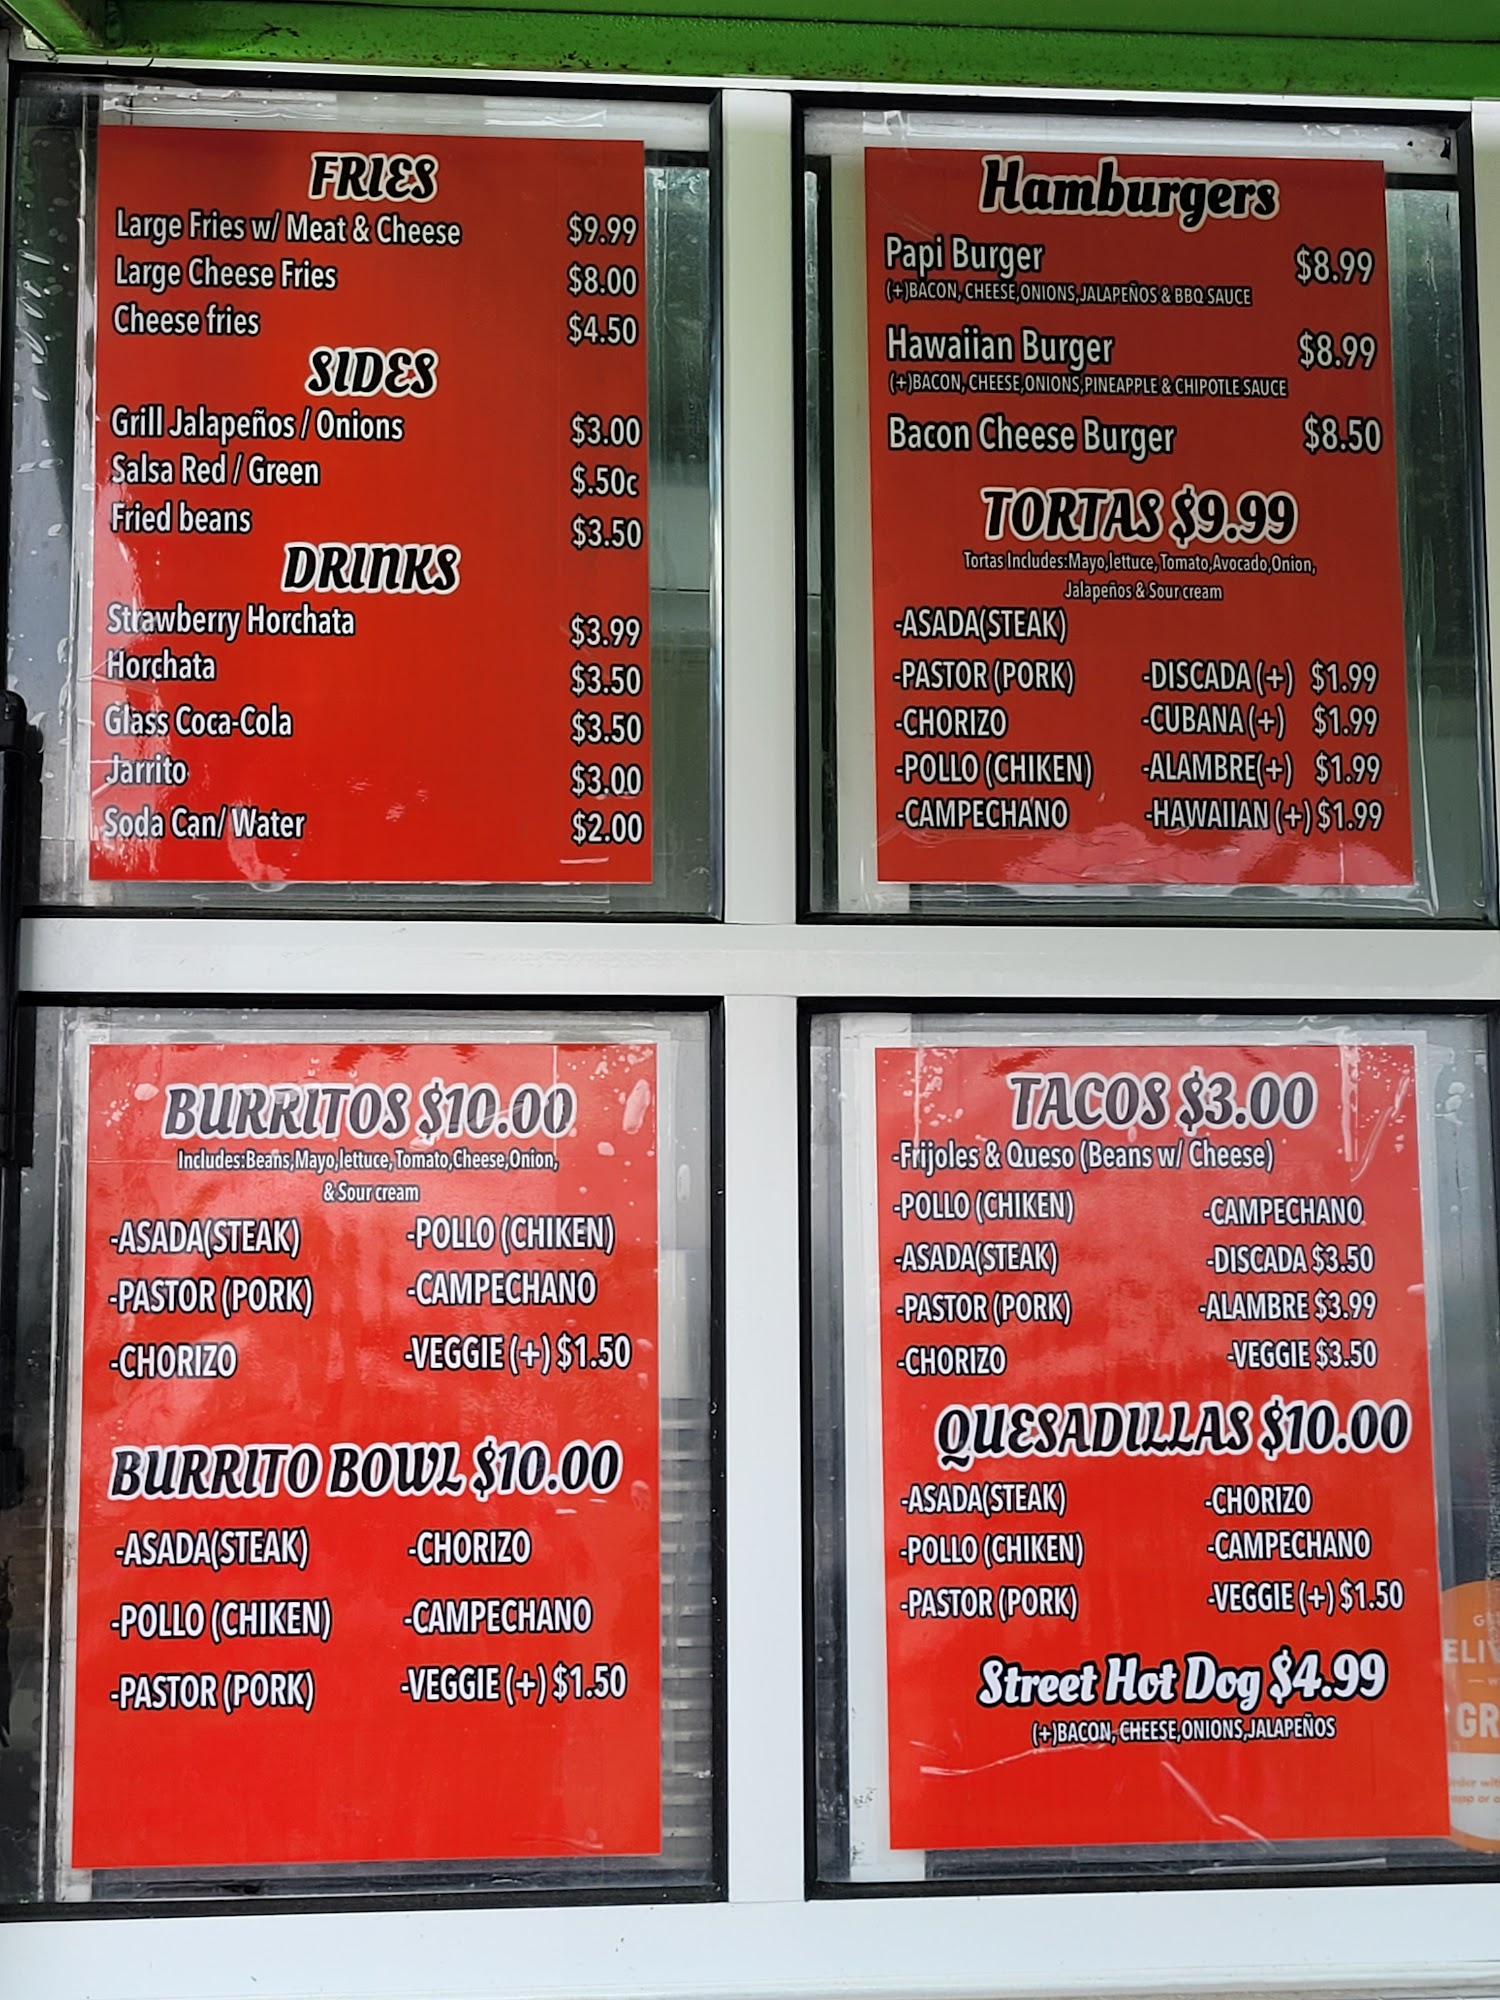 FRIES
Large Fries w/ Meat & Cheese $9.99
Large Cheese Fries $8.00
Cheese fries $4.50
SIDES
Grill Jalapeños / Onions $3.00
Salsa Red / Green $.50c
Fried beans $3.50
DRINKS
Strawberry Horchata $3.99
Horchata $3.50
Glass Coca-Cola $3.50
Jarrito $3.00
Soda Can/ Water $2.00
Hamburgers
Papi Burger $8.99
(+)BACON, CHEESE,ONIONS,JALAPEÑOS & BBQ SAUCE
Hawaiian Burger $8.99
(+)BACON, CHEESE,ONIONS,PINEAPPLE & CHIPOTLE SAUCE
Bacon Cheese Burger $8.50
TORTAS $9.99
Tortas Includes:Mayo,lettuce, Tomato,Avocado,Onion,
Jalapeños & Sour cream
-ASADA(STEAK)
-PASTOR (PORK) -DISCADA (+) $1.99
-CHORIZO -CUBANA (+) $1.99
-POLLO (CHIKEN) -ALAMBRE(+) $1.99
-CAMPECHANO -HAWAIIAN (+) $1.99
BURRITOS $10.00
Includes:Beans,Mayo,lettuce, Tomato,Cheese,Onion,
& Sour cream
-ASADA(STEAK) -POLLO (CHIKEN)
-PASTOR (PORK) -CAMPECHANO
-CHORIZO -VEGGIE (+) $1.50
BURRITO BOWL $10.00
-ASADA(STEAK) -CHORIZO
-POLLO (CHIKEN) -CAMPECHANO
-PASTOR (PORK) -VEGGIE (+) $1.50
TACOS $3.00
-Frijoles & Queso (Beans w/ Cheese)
-POLLO (CHIKEN) -CAMPECHANO
-ASADA(STEAK) -DISCADA $3.50
-PASTOR (PORK) -ALAMBRE $3.99
-CHORIZO -VEGGIE $3.50
QUESADILLAS $10.00
-ASADA(STEAK) -CHORIZO
-POLLO (CHIKEN) -CAMPECHANO
-PASTOR (PORK) -VEGGIE (+) $1.50
Street Hot Dog $4.99
(+)BACON, CHEESE,ONIONS,JALAPEÑOS